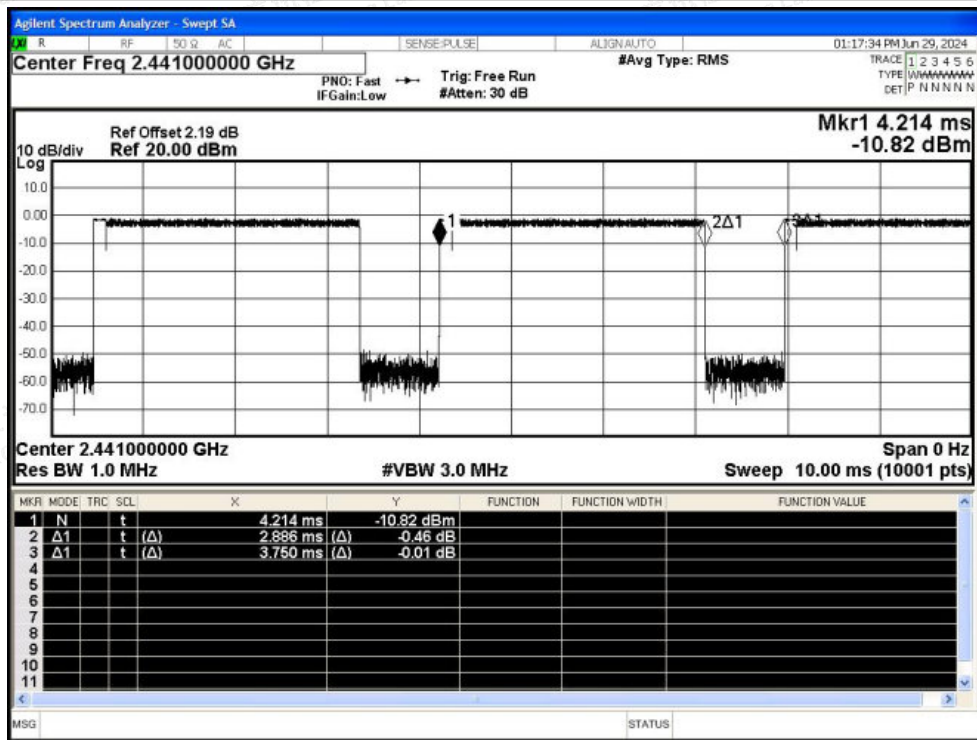 Agilent Spectrum Analyzer - Swept SA
R RF 50 Ω AC SENSE:PULSE ALIGNAUTO 01:17:34 PM Jun 29, 2024
Center Freq 2.441000000 GHz #Avg Type: RMS TRACE 1 2 3 4 5 6
PNO: Fast Trig: Free Run TYPE WWWWWW
IFGain:Low #Atten: 30 dB DET P N N N N N
Mkr1 4.214 ms
Ref Offset 2.19 dB
10 dB/div Ref 20.00 dBm -10.82 dBm
Log
10.0
0.00
1 2Δ1 3Δ1
-10.0
-20.0
-30.0
-40.0
-50.0
-60.0
-70.0
Center 2.441000000 GHz Span 0 Hz
Res BW 1.0 MHz #VBW 3.0 MHz Sweep 10.00 ms (10001 pts)
MKR MODE TRC SCL X Y FUNCTION FUNCTION WIDTH FUNCTION VALUE
1 N t 4.214 ms -10.82 dBm
2 Δ1 t (Δ) 2.886 ms (Δ) -0.46 dB
3 Δ1 t (Δ) 3.750 ms (Δ) -0.01 dB
4
5
6
7
8
9
10
11
MSG STATUS